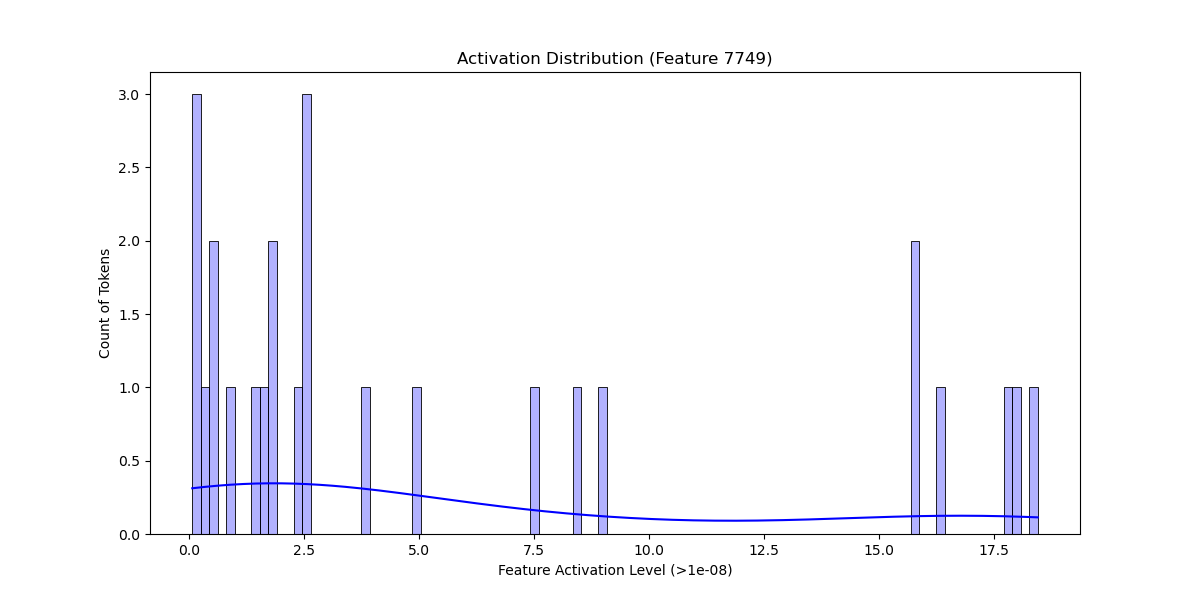 Activation Distribution (Feature 7749)
Count of Tokens
3.0
2.5
2.0
1.5
1.0
0.5
0.0
0.0 2.5 5.0 7.5 10.0 12.5 15.0 17.5
Feature Activation Level (>1e-08)